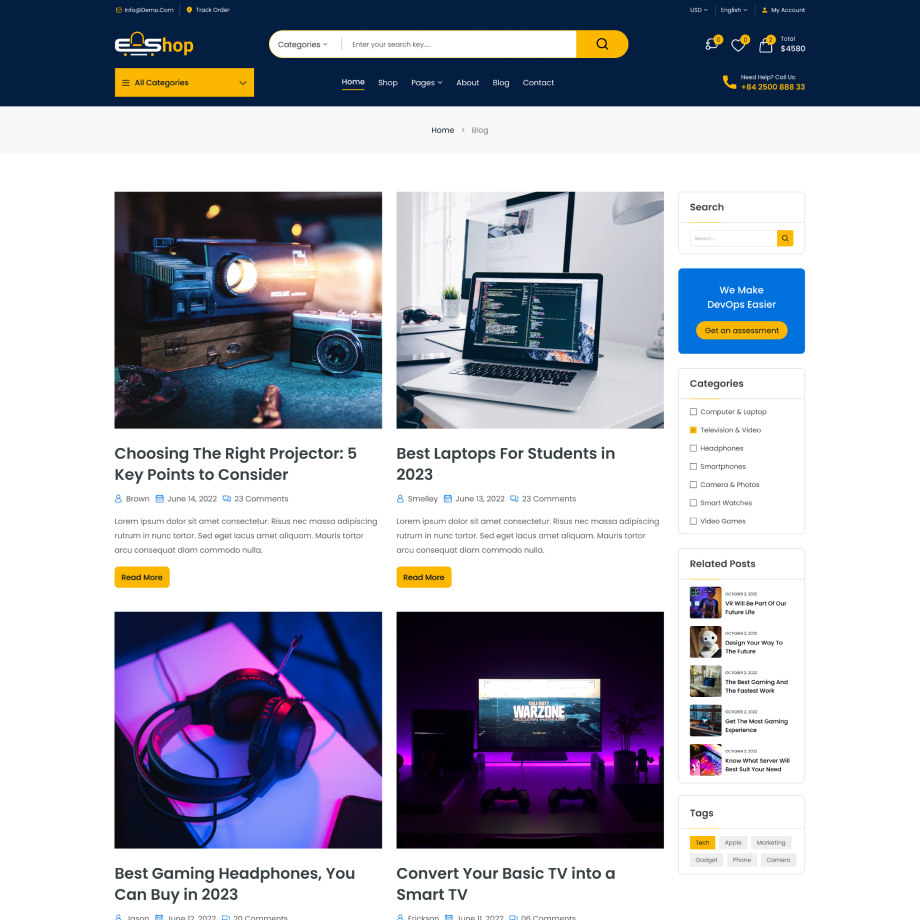 Info@Demo.Com
Track Order
USD
English
My Account
EShop
Categories
Enter your search key....
0
0
2
Total
$4580
All Categories
Home
Shop
Pages
About
Blog
Contact
Need Help? Call Us:
+84 2500 888 33
Home > Blog
Choosing The Right Projector: 5
Key Points to Consider
Brown
June 14, 2022
23 Comments
Lorem ipsum dolor sit amet consectetur. Risus nec massa adipiscing
rutrum in nunc tortor. Sed eget lacus amet aliquam. Mauris tortor
arcu consequat diam commodo nulla.
Read More
Best Laptops For Students in
2023
Smelley
June 13, 2022
23 Comments
Lorem ipsum dolor sit amet consectetur. Risus nec massa adipiscing
rutrum in nunc tortor. Sed eget lacus amet aliquam. Mauris tortor
arcu consequat diam commodo nulla.
Read More
CALL OF DUTY
WARZONE
Best Gaming Headphones, You
Can Buy in 2023
Jason
June 12, 2022
20 Comments
Convert Your Basic TV into a
Smart TV
Erickson
June 11, 2022
06 Comments
Search
Search...
We Make
DevOps Easier
Get an assessment
Categories
Computer & Laptop
Television & Video
Headphones
Smartphones
Camera & Photos
Smart Watches
Video Games
Related Posts
OCTOBER 2, 2022
VR Will Be Part Of Our
Future Life
OCTOBER 2, 2022
Design Your Way To
The Future
OCTOBER 2, 2022
The Best Gaming And
The Fastest Work
OCTOBER 2, 2022
Get The Most Gaming
Experience
OCTOBER 2, 2022
Know What Server Will
Best Suit Your Need
Tags
Tech
Apple
Marketing
Gadget
Phone
Camera